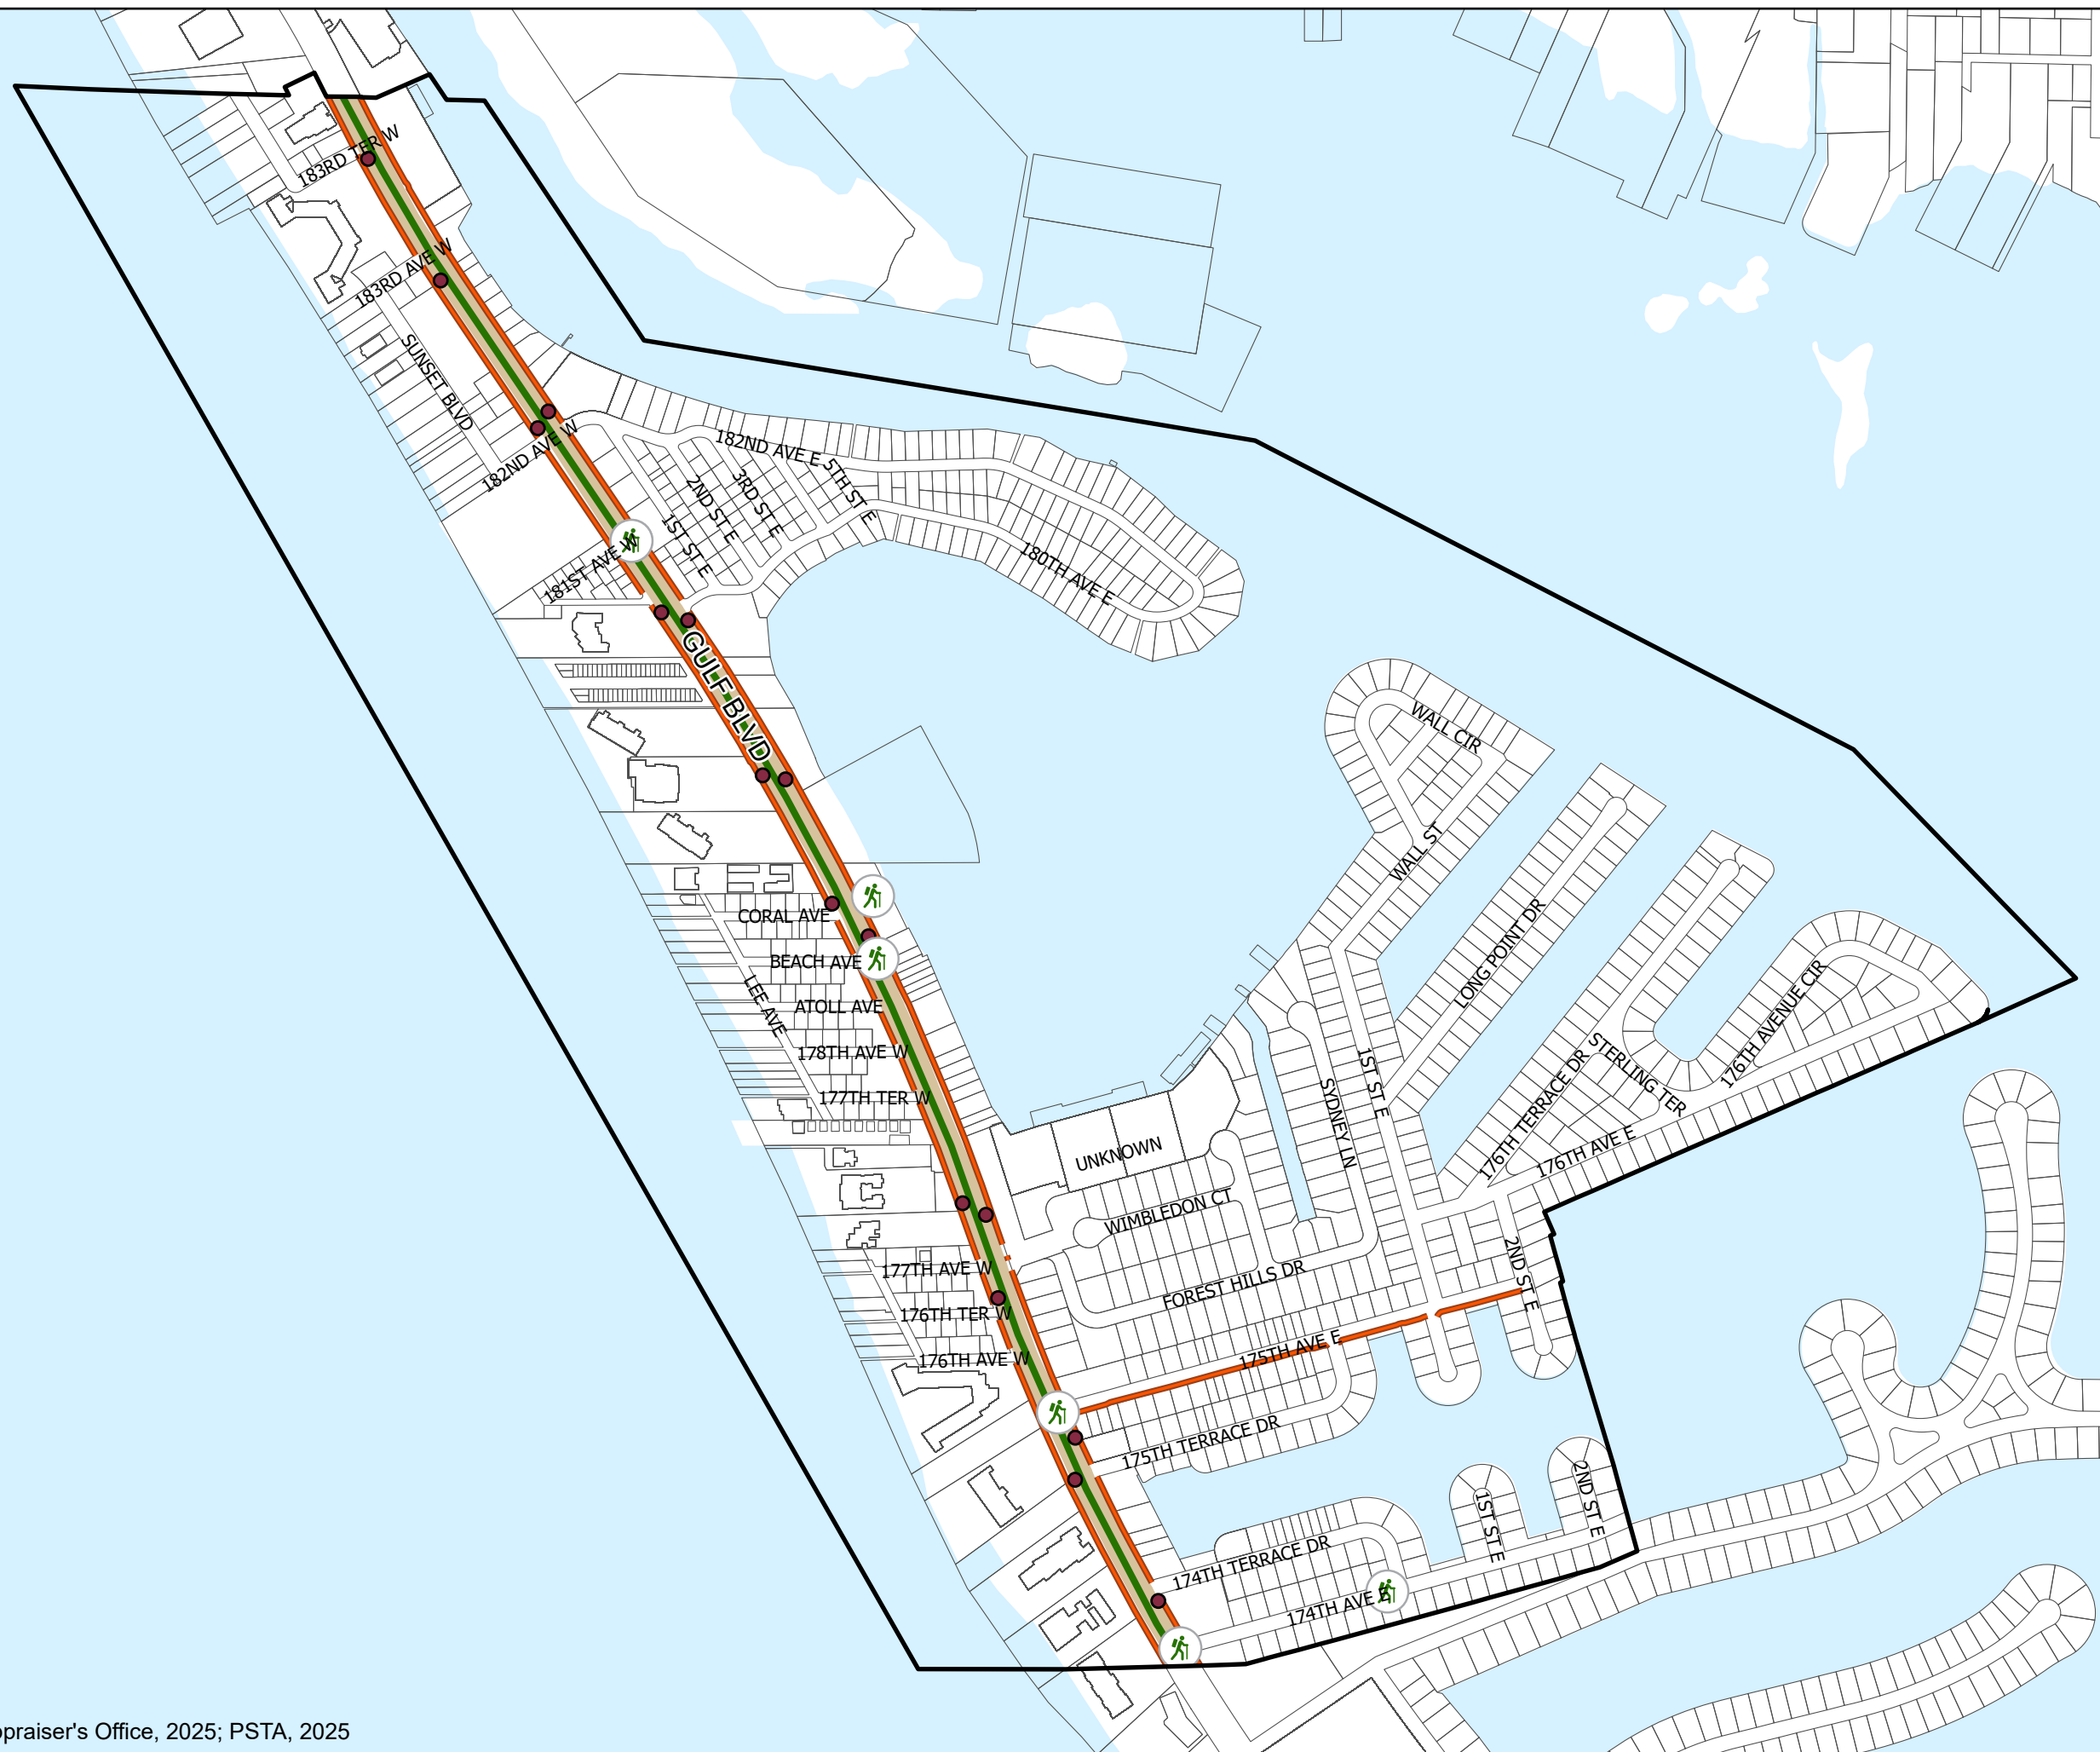 183RD TER W
183RD AVE W
SUNSET BLVD
182ND AVE W
182ND AVE E
5TH ST E
3RD ST E
2ND ST E
1ST ST E
181ST AVE W
180TH AVE E
GULF BLVD
WALL CIR
WALL ST
LONG POINT DR
CORAL AVE
BEACH AVE
ATOLL AVE
LEE AVE
178TH AVE W
177TH TER W
176TH AVENUE CIR
STERLING TER
176TH TERRACE DR
1ST ST E
SYDNEY LN
UNKNOWN
176TH AVE E
WIMBLEDON CT
2ND ST E
177TH AVE W
FOREST HILLS DR
176TH TER W
175TH AVE E
176TH AVE W
175TH TERRACE DR
2ND ST E
1ST ST E
174TH TERRACE DR
174TH AVE E
praiser's Office, 2025; PSTA, 2025